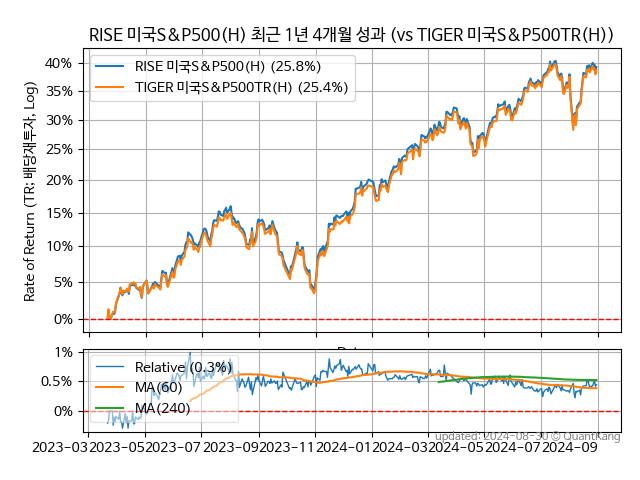 RISE 미국S&P500(H) 최근 1년 4개월 성과 (vs TIGER 미국S&P500TR(H))
Rate of Return (TR: 배당재투자, Log)
40%
35%
30%
25%
20%
15%
10%
5%
0%
RISE 미국S&P500(H) (25.8%)
TIGER 미국S&P500TR(H) (25.4%)
1%
0.5%
0%
Relative (0.3%)
MA(60)
MA(240)
updated: 2024-08-30 © QuantKang
2023-03 2023-05 2023-07 2023-09 2023-11 2024-01 2024-03 2024-05 2024-07 2024-09